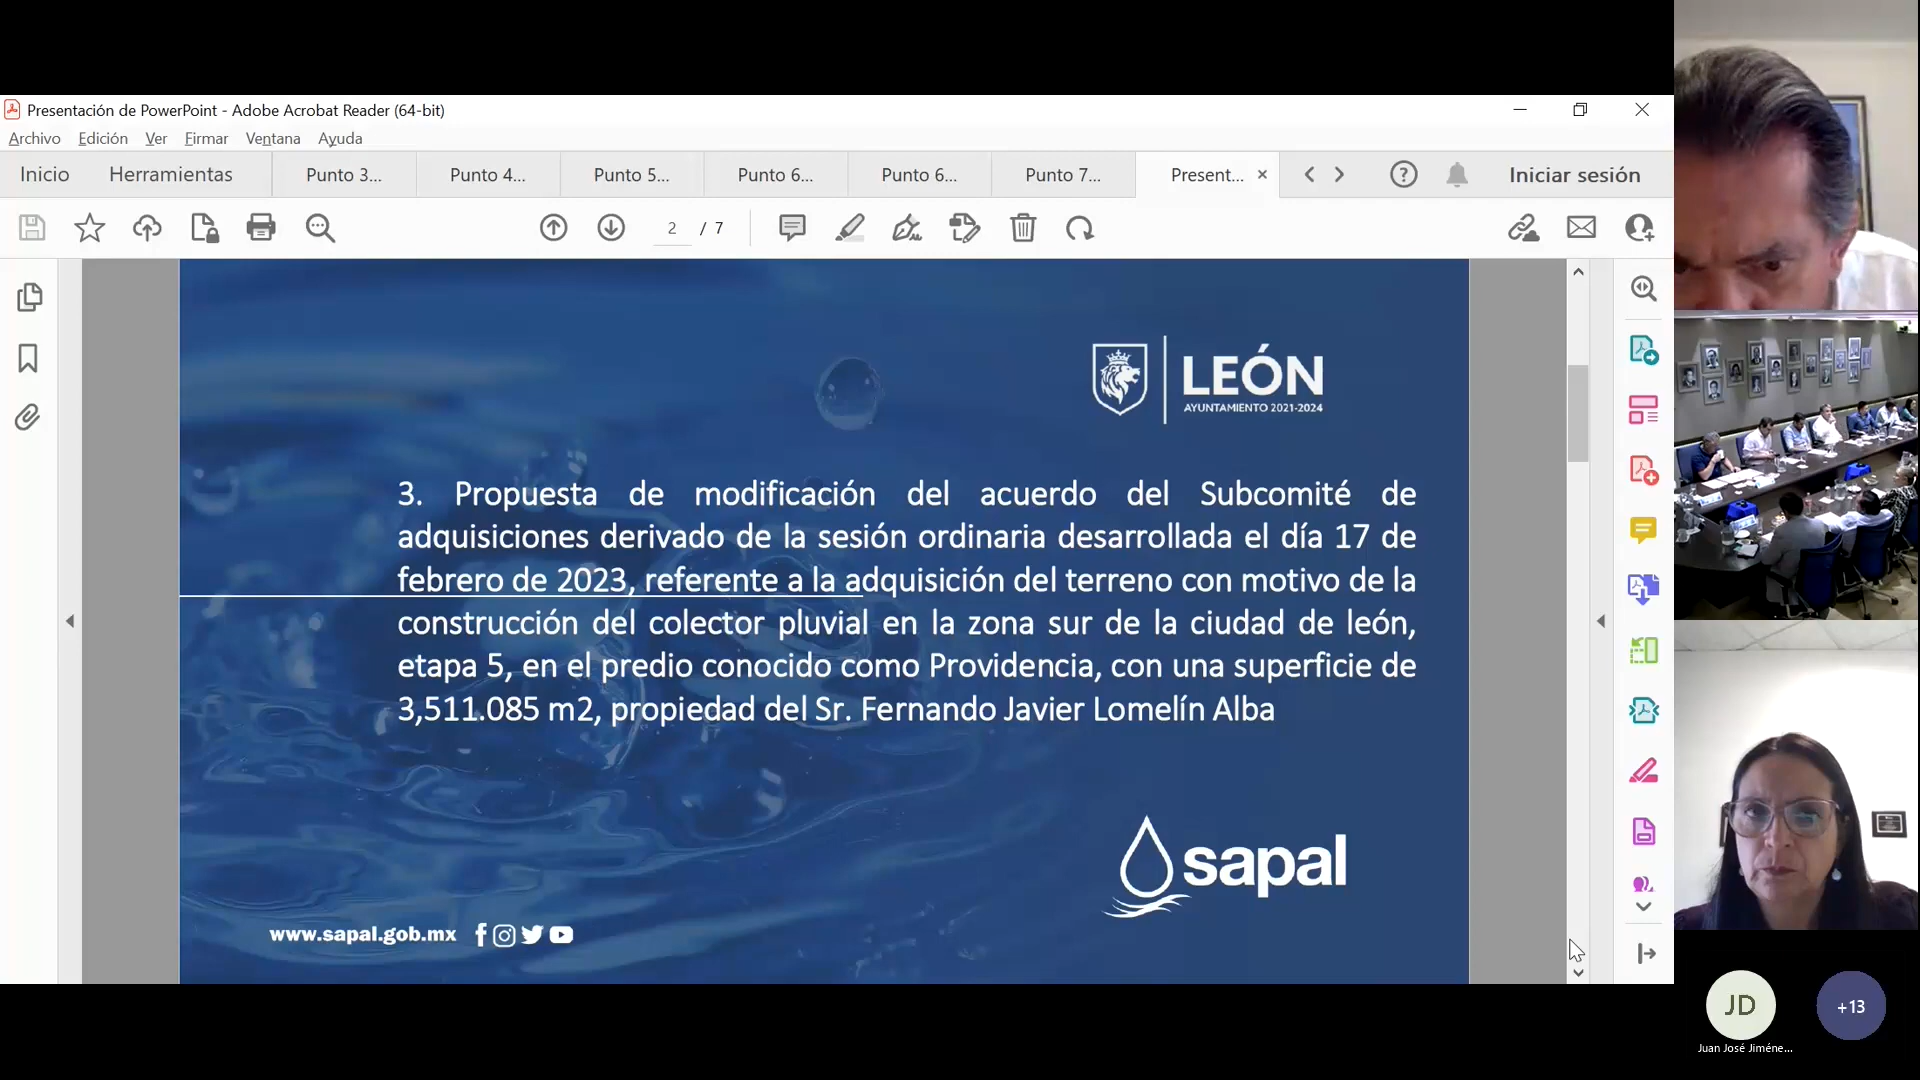 Presentación de PowerPoint - Adobe Acrobat Reader (64-bit)
Archivo Edición Ver Firmar Ventana Ayuda
Inicio Herramientas Punto 3... Punto 4... Punto 5... Punto 6... Punto 6... Punto 7... Present... Iniciar sesión
2 / 7
LEÓN
AYUNTAMIENTO 2021-2024
3. Propuesta de modificación del acuerdo del Subcomité de
adquisiciones derivado de la sesión ordinaria desarrollada el día 17 de
febrero de 2023, referente a la adquisición del terreno con motivo de la
construcción del colector pluvial en la zona sur de la ciudad de león,
etapa 5, en el predio conocido como Providencia, con una superficie de
3,511.085 m2, propiedad del Sr. Fernando Javier Lomelín Alba
sapal
www.sapal.gob.mx
JD
+13
Juan José Jiméne...